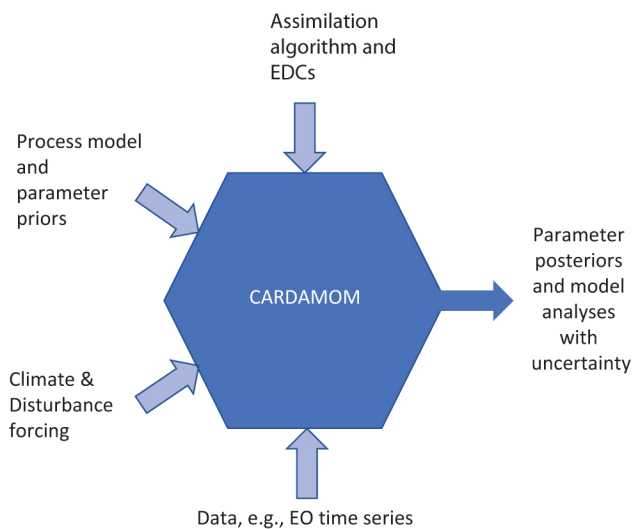 Assimilation
algorithm and
EDCs
Process model
and
parameter
priors
CARDAMOM
Parameter
posteriors
and model
analyses
with
uncertainty
Climate &
Disturbance
forcing
Data, e.g., EO time series